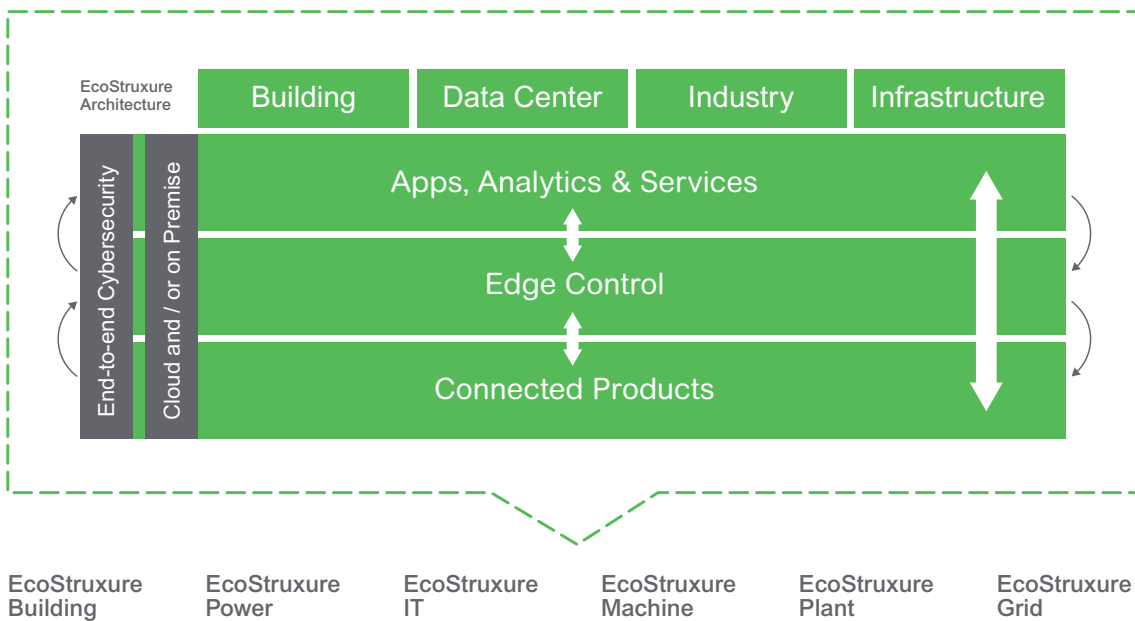 EcoStruxure
Architecture
Building
Data Center
Industry
Infrastructure
End-to-end Cybersecurity
Cloud and / or on Premise
Apps, Analytics & Services
Edge Control
Connected Products
EcoStruxure
Building
EcoStruxure
Power
EcoStruxure
IT
EcoStruxure
Machine
EcoStruxure
Plant
EcoStruxure
Grid